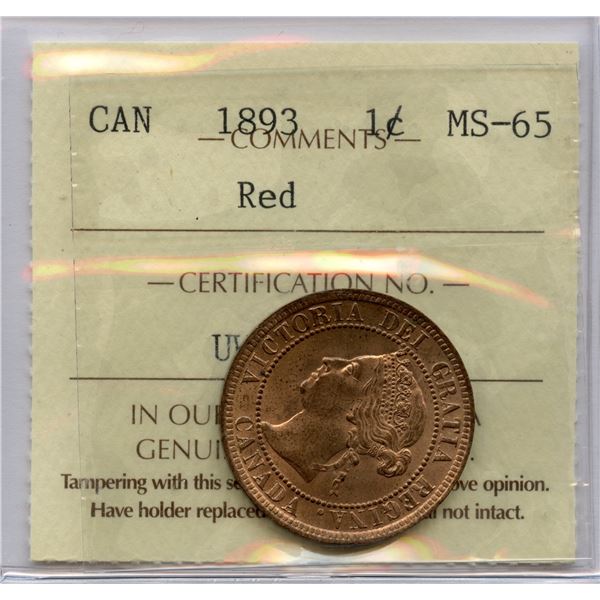 CAN 1893 1¢ MS-65
— COMMENTS —
Red
— CERTIFICATION NO. —
IN OUR
Tampering with this ove opinion.
Have holder replaced not intact.
VICTORIA DEI GRATIA REGINA. CANADA